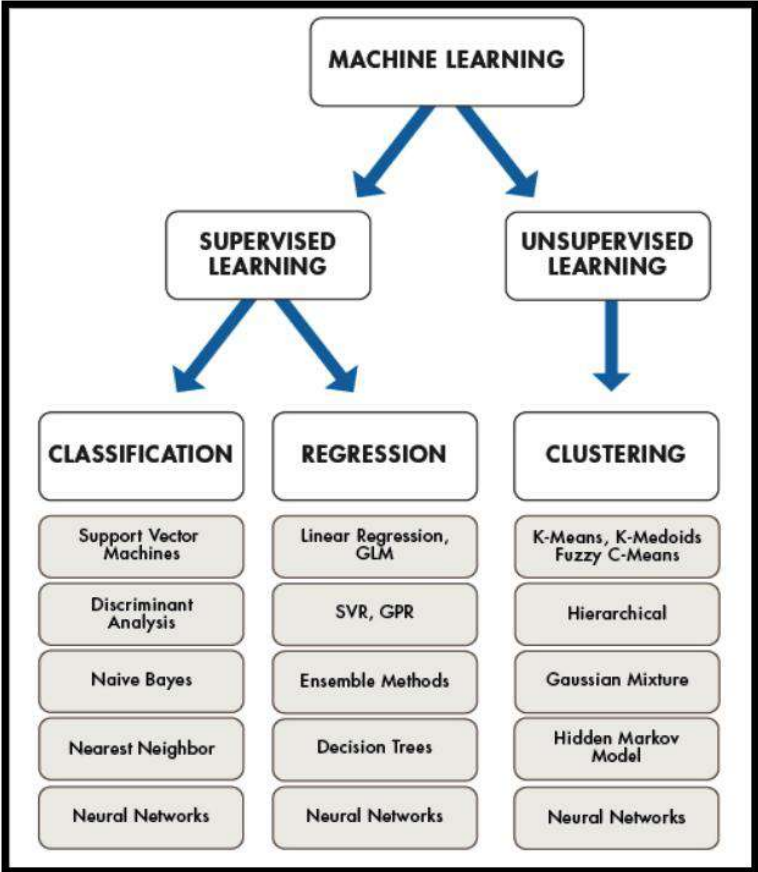 MACHINE LEARNING
SUPERVISED
LEARNING
UNSUPERVISED
LEARNING
CLASSIFICATION
Support Vector
Machines
Discriminant
Analysis
Naive Bayes
Nearest Neighbor
Neural Networks
REGRESSION
Linear Regression,
GLM
SVR, GPR
Ensemble Methods
Decision Trees
Neural Networks
CLUSTERING
K-Means, K-Medoids
Fuzzy C-Means
Hierarchical
Gaussian Mixture
Hidden Markov
Model
Neural Networks